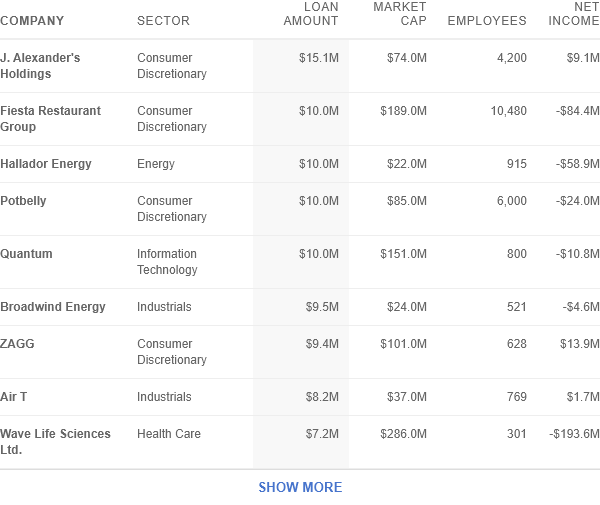 COMPANY SECTOR LOAN AMOUNT MARKET CAP EMPLOYEES NET INCOME
J. Alexander's Holdings Consumer Discretionary $15.1M $74.0M 4,200 $9.1M
Fiesta Restaurant Group Consumer Discretionary $10.0M $189.0M 10,480 -$84.4M
Hallador Energy Energy $10.0M $22.0M 915 -$58.9M
Potbelly Consumer Discretionary $10.0M $85.0M 6,000 -$24.0M
Quantum Information Technology $10.0M $151.0M 800 -$10.8M
Broadwind Energy Industrials $9.5M $24.0M 521 -$4.6M
ZAGG Consumer Discretionary $9.4M $101.0M 628 $13.9M
Air T Industrials $8.2M $37.0M 769 $1.7M
Wave Life Sciences Ltd. Health Care $7.2M $286.0M 301 -$193.6M
SHOW MORE